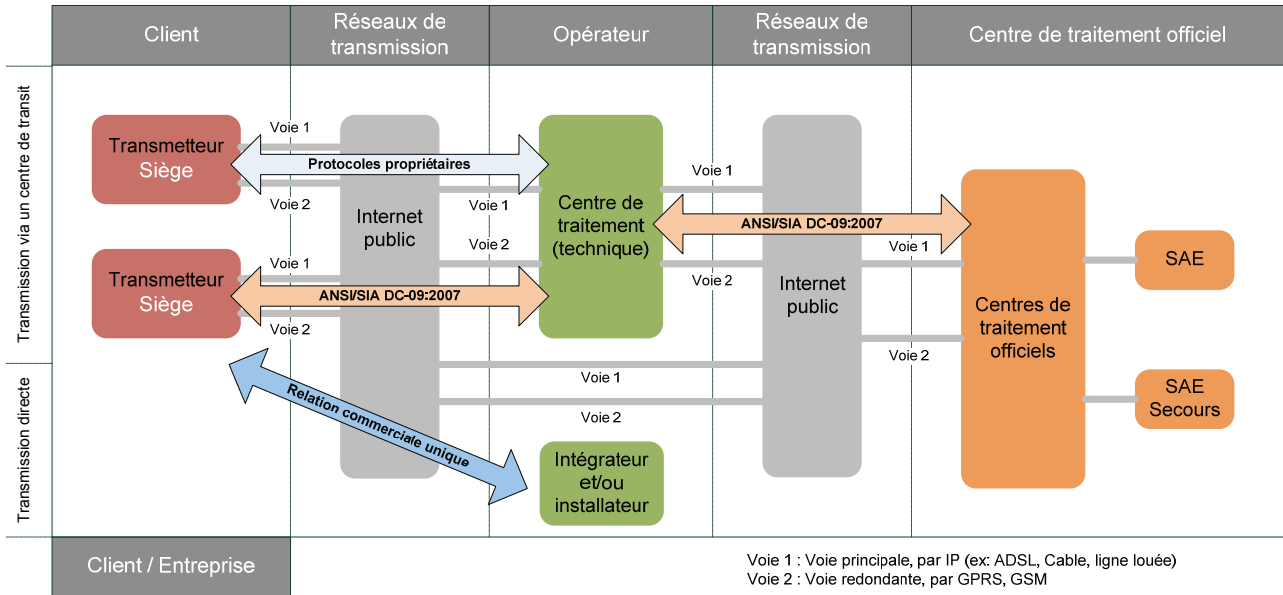 Client
Réseaux de
transmission
Opérateur
Réseaux de
transmission
Centre de traitement officiel
Transmission via un centre de transit
Transmission directe
Transmetteur
Siège
Voie 1
Protocoles propriétaires
Voie 2
Transmetteur
Siège
Voie 1
ANSI/SIA DC-09:2007
Voie 2
Internet
public
Voie 1
Voie 2
Centre de
traitement
(technique)
Voie 1
ANSI/SIA DC-09:2007
Voie 2
Internet
public
Voie 1
Voie 2
Centres de
traitement
officiels
SAE
SAE
Secours
Voie 1
Voie 2
Relation commerciale unique
Intégrateur
et/ou
installateur
Client / Entreprise
Voie 1 : Voie principale, par IP (ex: ADSL, Cable, ligne louée)
Voie 2 : Voie redondante, par GPRS, GSM